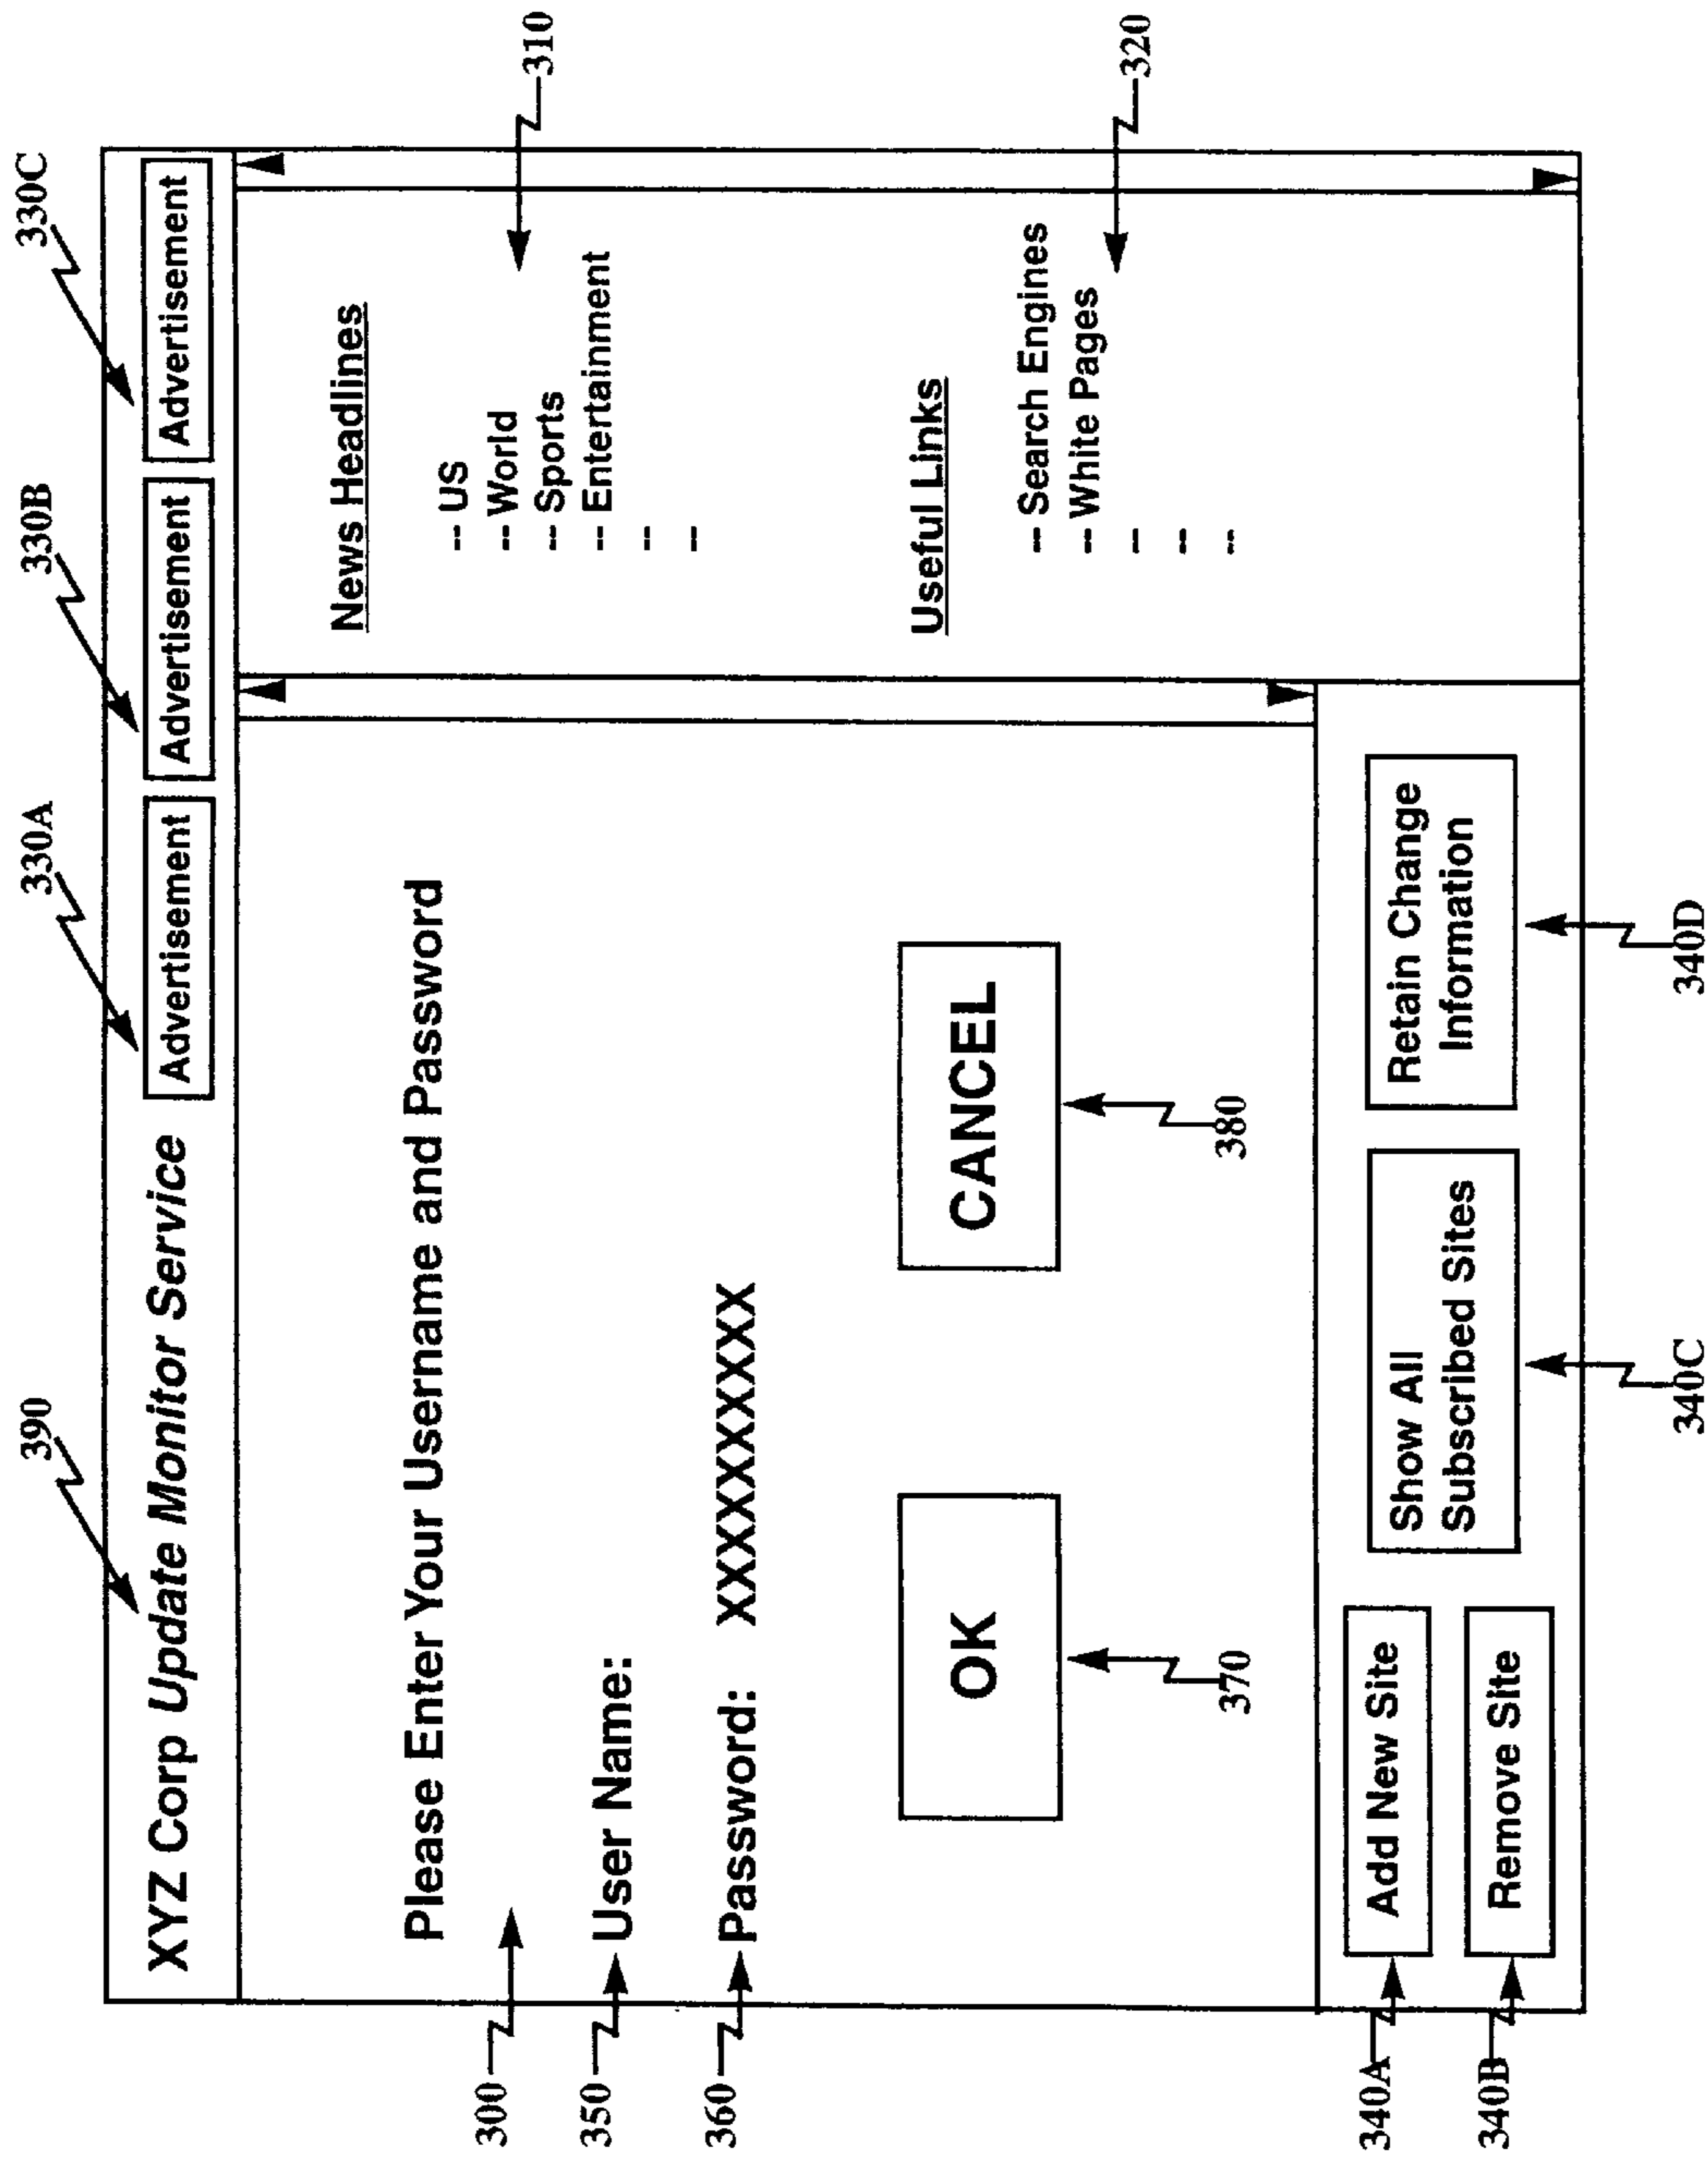 390
330A
330B
330C
XYZ Corp Update Monitor Service
Advertisement
Advertisement
Advertisement
300
Please Enter Your Username and Password
350
User Name:
360
Password: XXXXXXXXXX
OK
CANCEL
370
380
News Headlines
-- US
-- World
-- Sports
-- Entertainment
--
--
310
Useful Links
-- Search Engines
-- White Pages
--
--
--
320
340A
Add New Site
340B
Remove Site
Show All
Subscribed Sites
Retain Change
Information
340C
340D